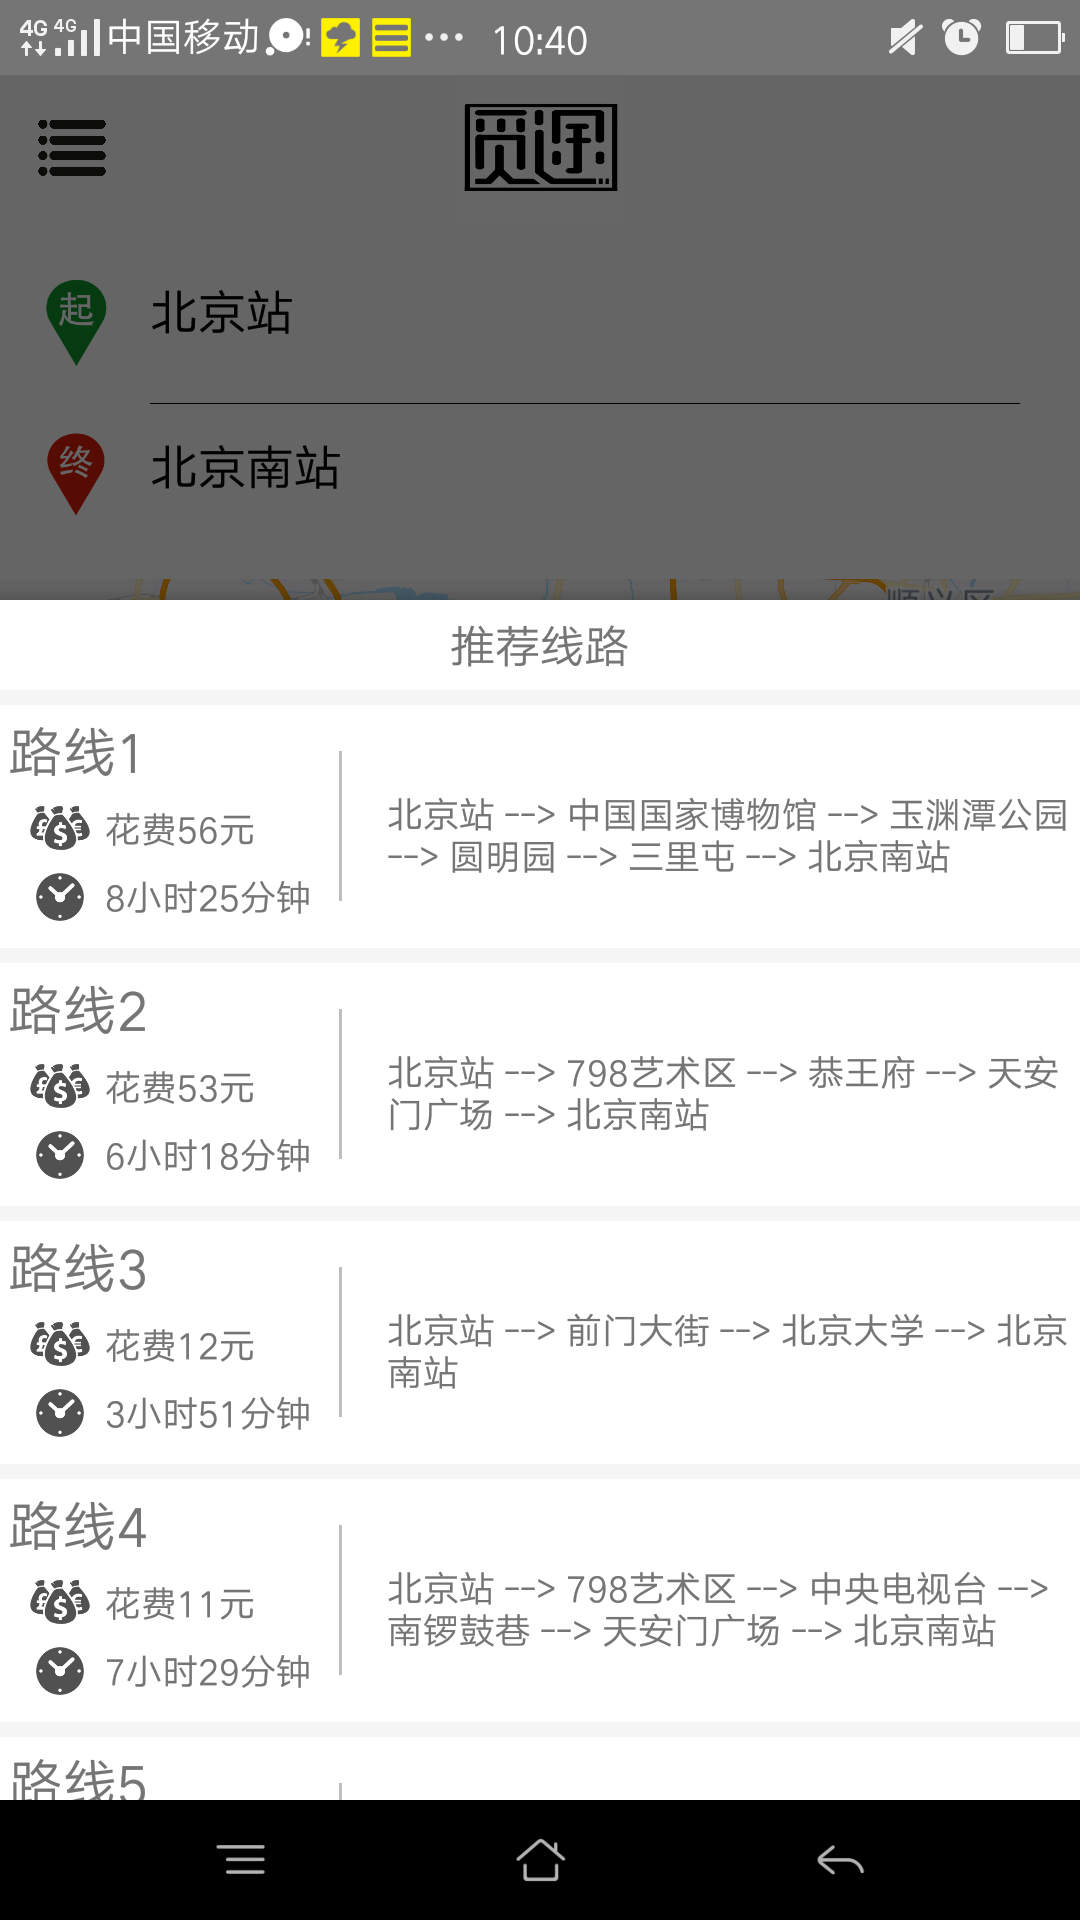 4G 4G 中国移动 10:40
觅途
起 北京站
终 北京南站
顺义区
推荐线路
路线1
花费56元
8小时25分钟
北京站 --> 中国国家博物馆 --> 玉渊潭公园
--> 圆明园 --> 三里屯 --> 北京南站
路线2
花费53元
6小时18分钟
北京站 --> 798艺术区 --> 恭王府 --> 天安
门广场 --> 北京南站
路线3
花费12元
3小时51分钟
北京站 --> 前门大街 --> 北京大学 --> 北京
南站
路线4
花费11元
7小时29分钟
北京站 --> 798艺术区 --> 中央电视台 -->
南锣鼓巷 --> 天安门广场 --> 北京南站
路线5